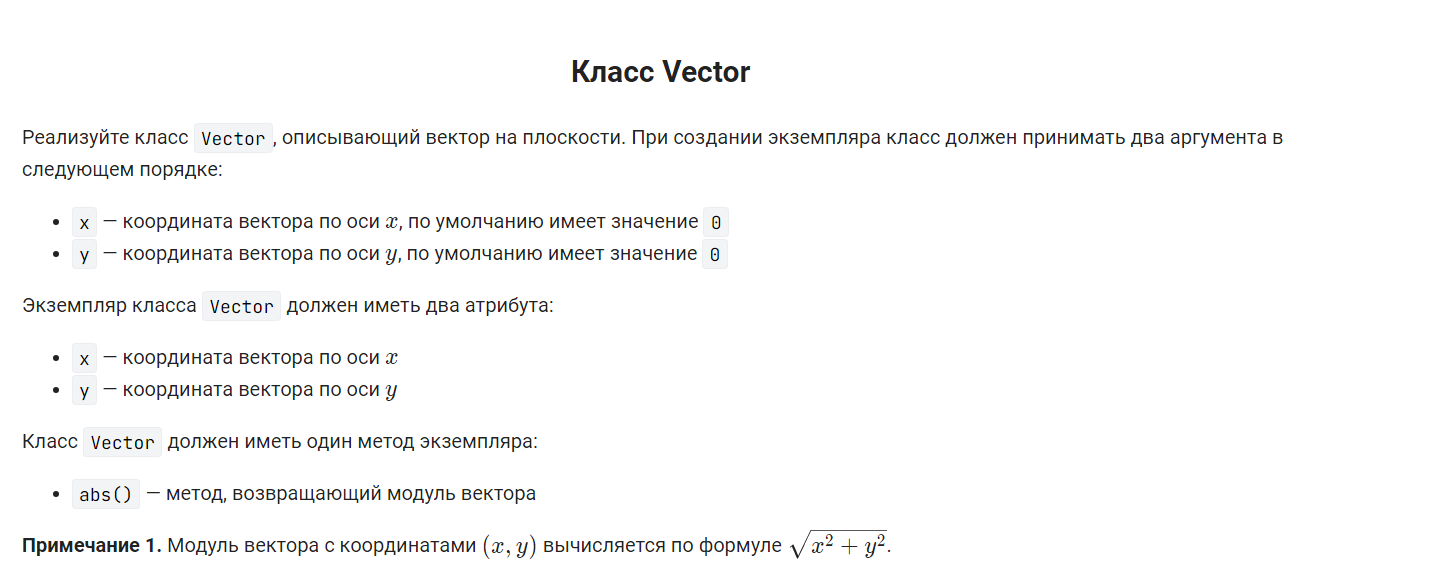 Класс Vector
Реализуйте класс Vector, описывающий вектор на плоскости. При создании экземпляра класс должен принимать два аргумента в
следующем порядке:
• x — координата вектора по оси x, по умолчанию имеет значение 0
• y — координата вектора по оси y, по умолчанию имеет значение 0
Экземпляр класса Vector должен иметь два атрибута:
• x — координата вектора по оси x
• y — координата вектора по оси y
Класс Vector должен иметь один метод экземпляра:
• abs() — метод, возвращающий модуль вектора
Примечание 1. Модуль вектора с координатами (x, y) вычисляется по формуле √(x² + y²).